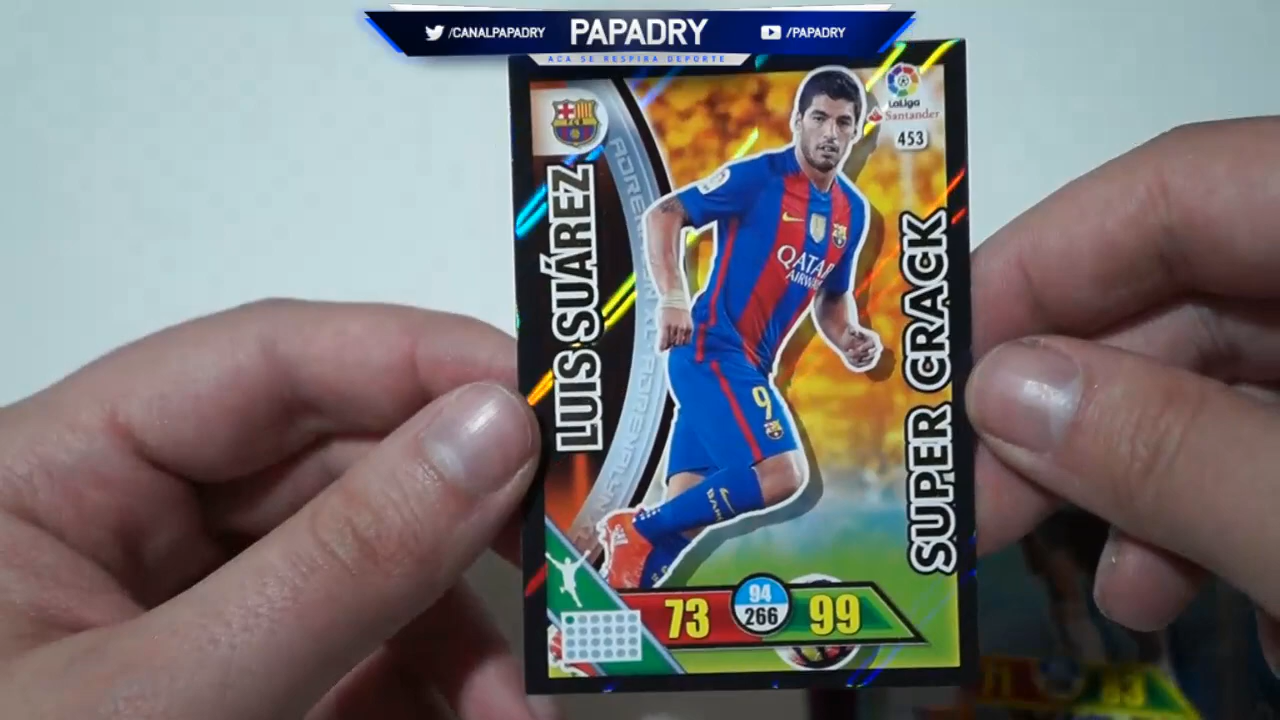 /CANALPAPADRY
PAPADRY
/PAPADRY
ACA SE RESPIRA DEPORTE
LaLiga
Santander
453
LUIS SUÁREZ
QATAR
AIRWAYS
9
SUPER CRACK
94
73
266
99